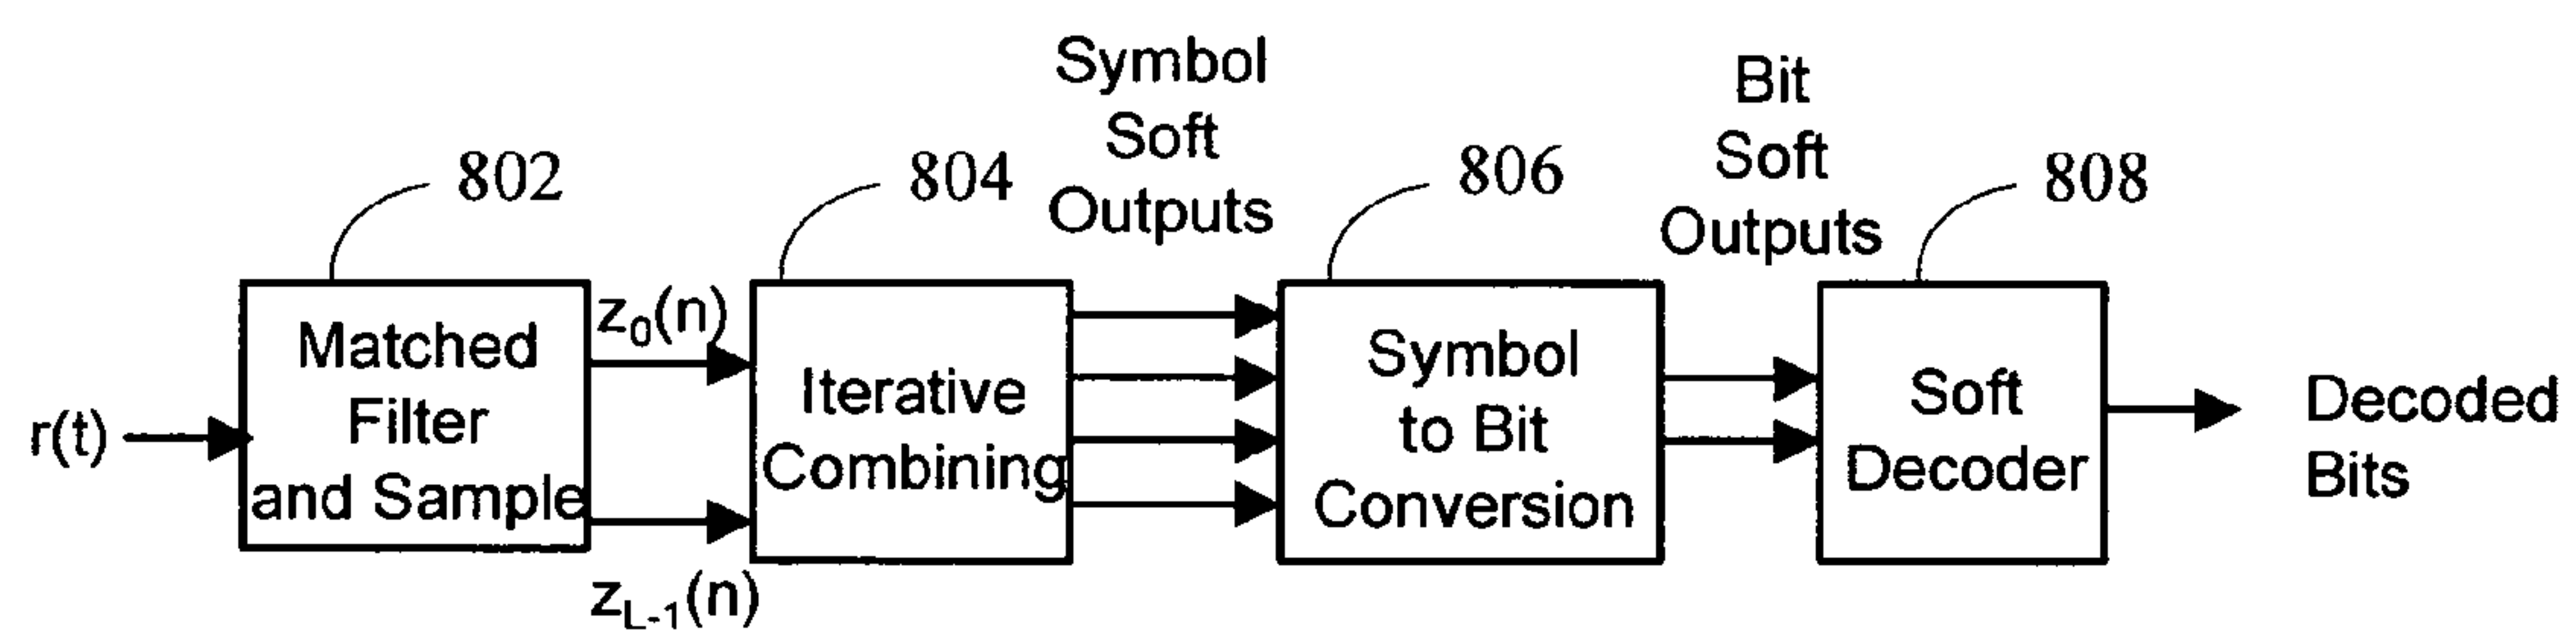 802
804
Symbol
Soft
Outputs
806
Bit
Soft
Outputs
808
r(t)
Matched
Filter
and Sample
z₀(n)
z_{L-1}(n)
Iterative
Combining
Symbol
to Bit
Conversion
Soft
Decoder
Decoded
Bits